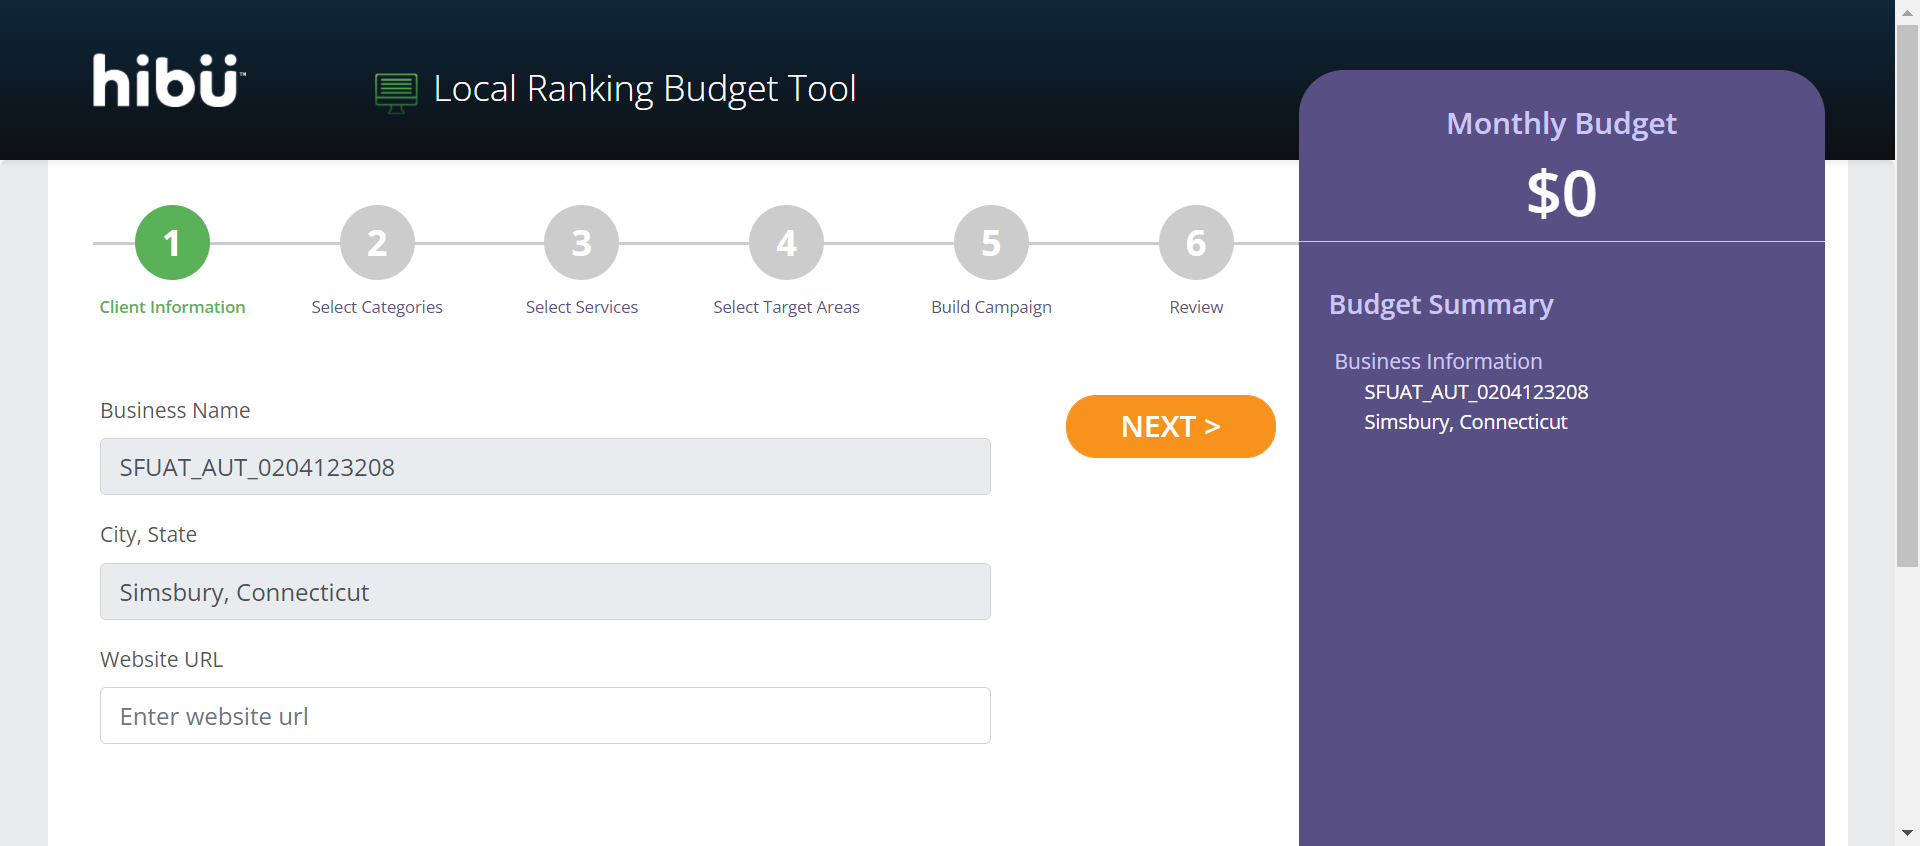 hibü™
Local Ranking Budget Tool
Monthly Budget
$0
1
2
3
4
5
6
Client Information
Select Categories
Select Services
Select Target Areas
Build Campaign
Review
Budget Summary
Business Information
SFUAT_AUT_0204123208
Simsbury, Connecticut
Business Name
SFUAT_AUT_0204123208
NEXT >
City, State
Simsbury, Connecticut
Website URL
Enter website url